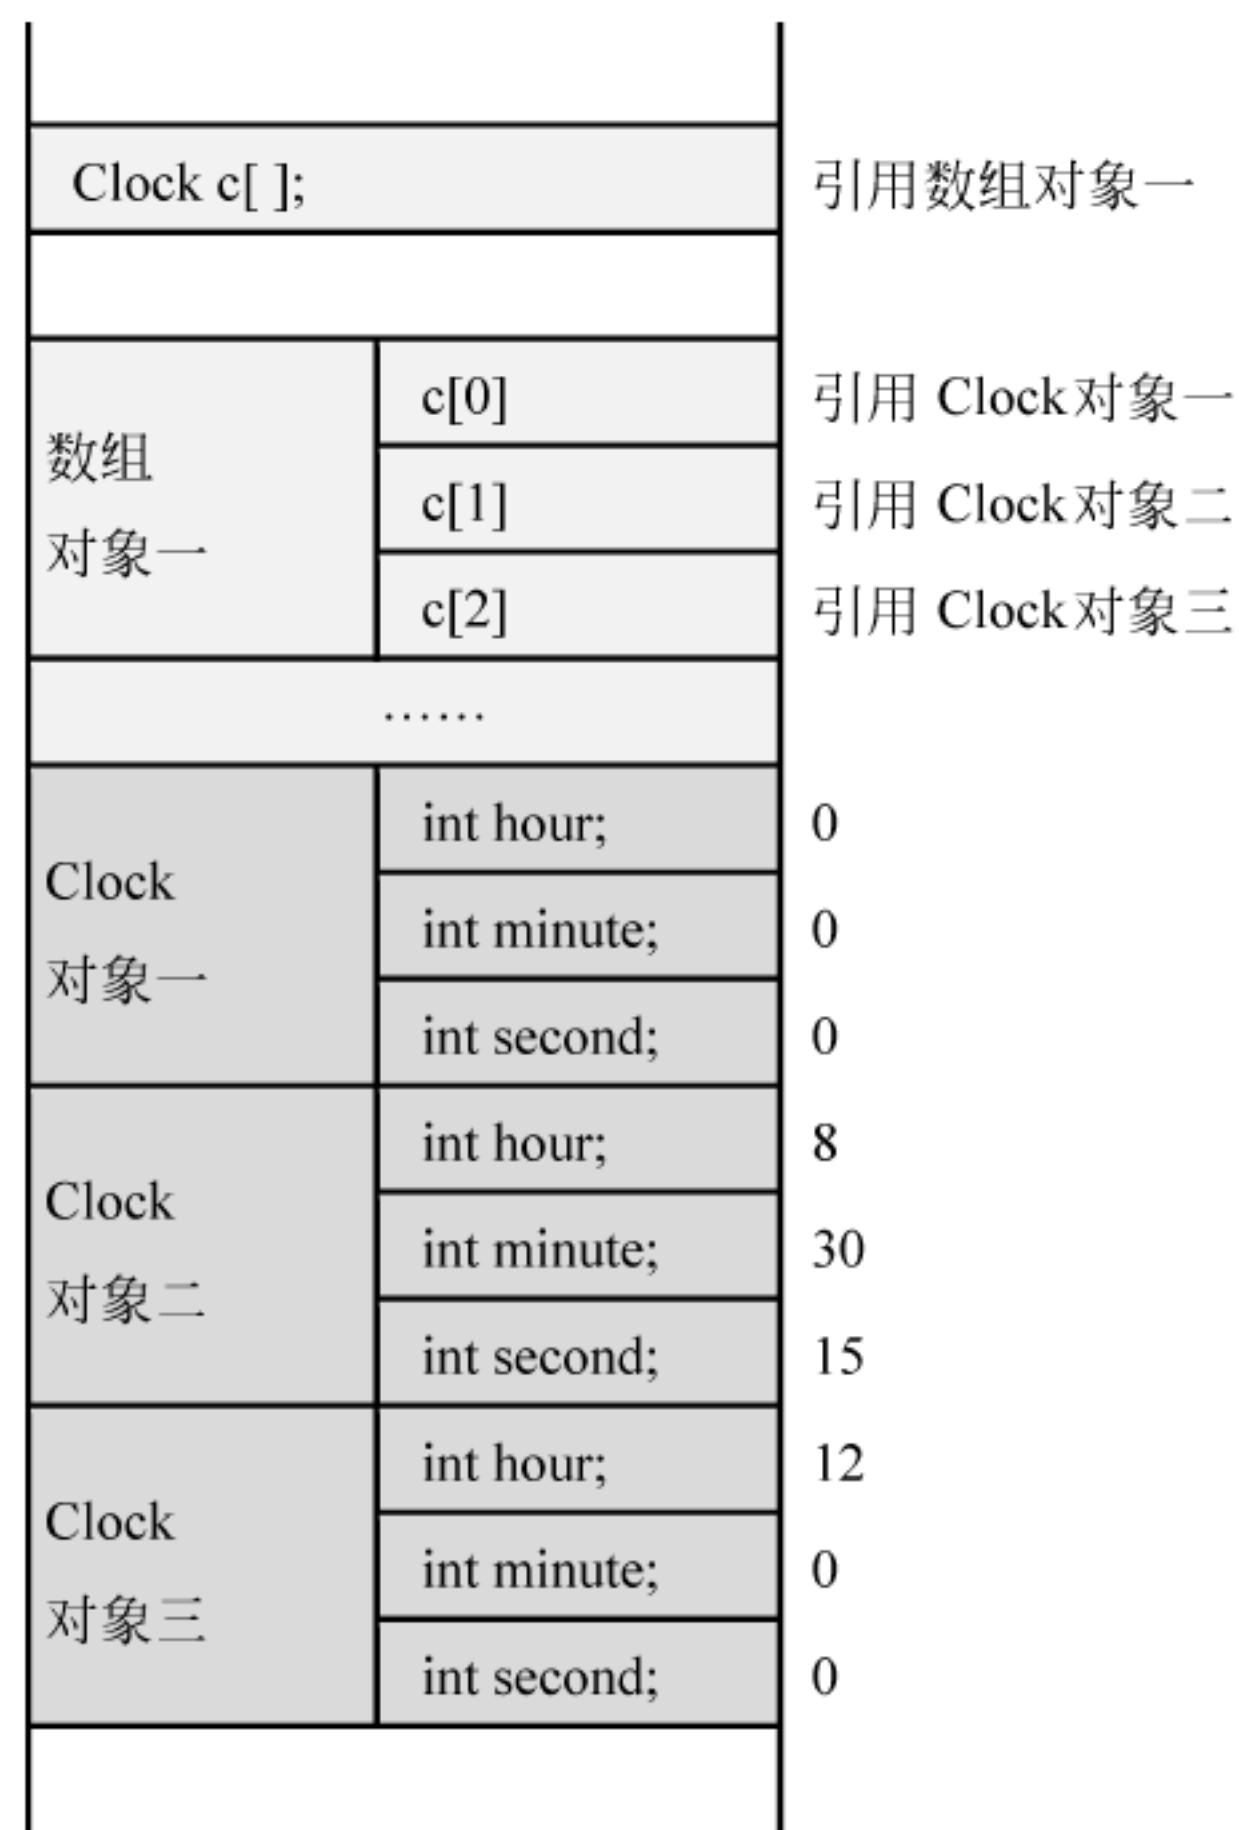 Clock c[ ]; 引用数组对象一
c[0] 引用 Clock对象一
数组
c[1] 引用 Clock对象二
对象一
c[2] 引用 Clock对象三
······
int hour; 0
Clock
int minute; 0
对象一
int second; 0
int hour; 8
Clock
int minute; 30
对象二
int second; 15
int hour; 12
Clock
int minute; 0
对象三
int second; 0